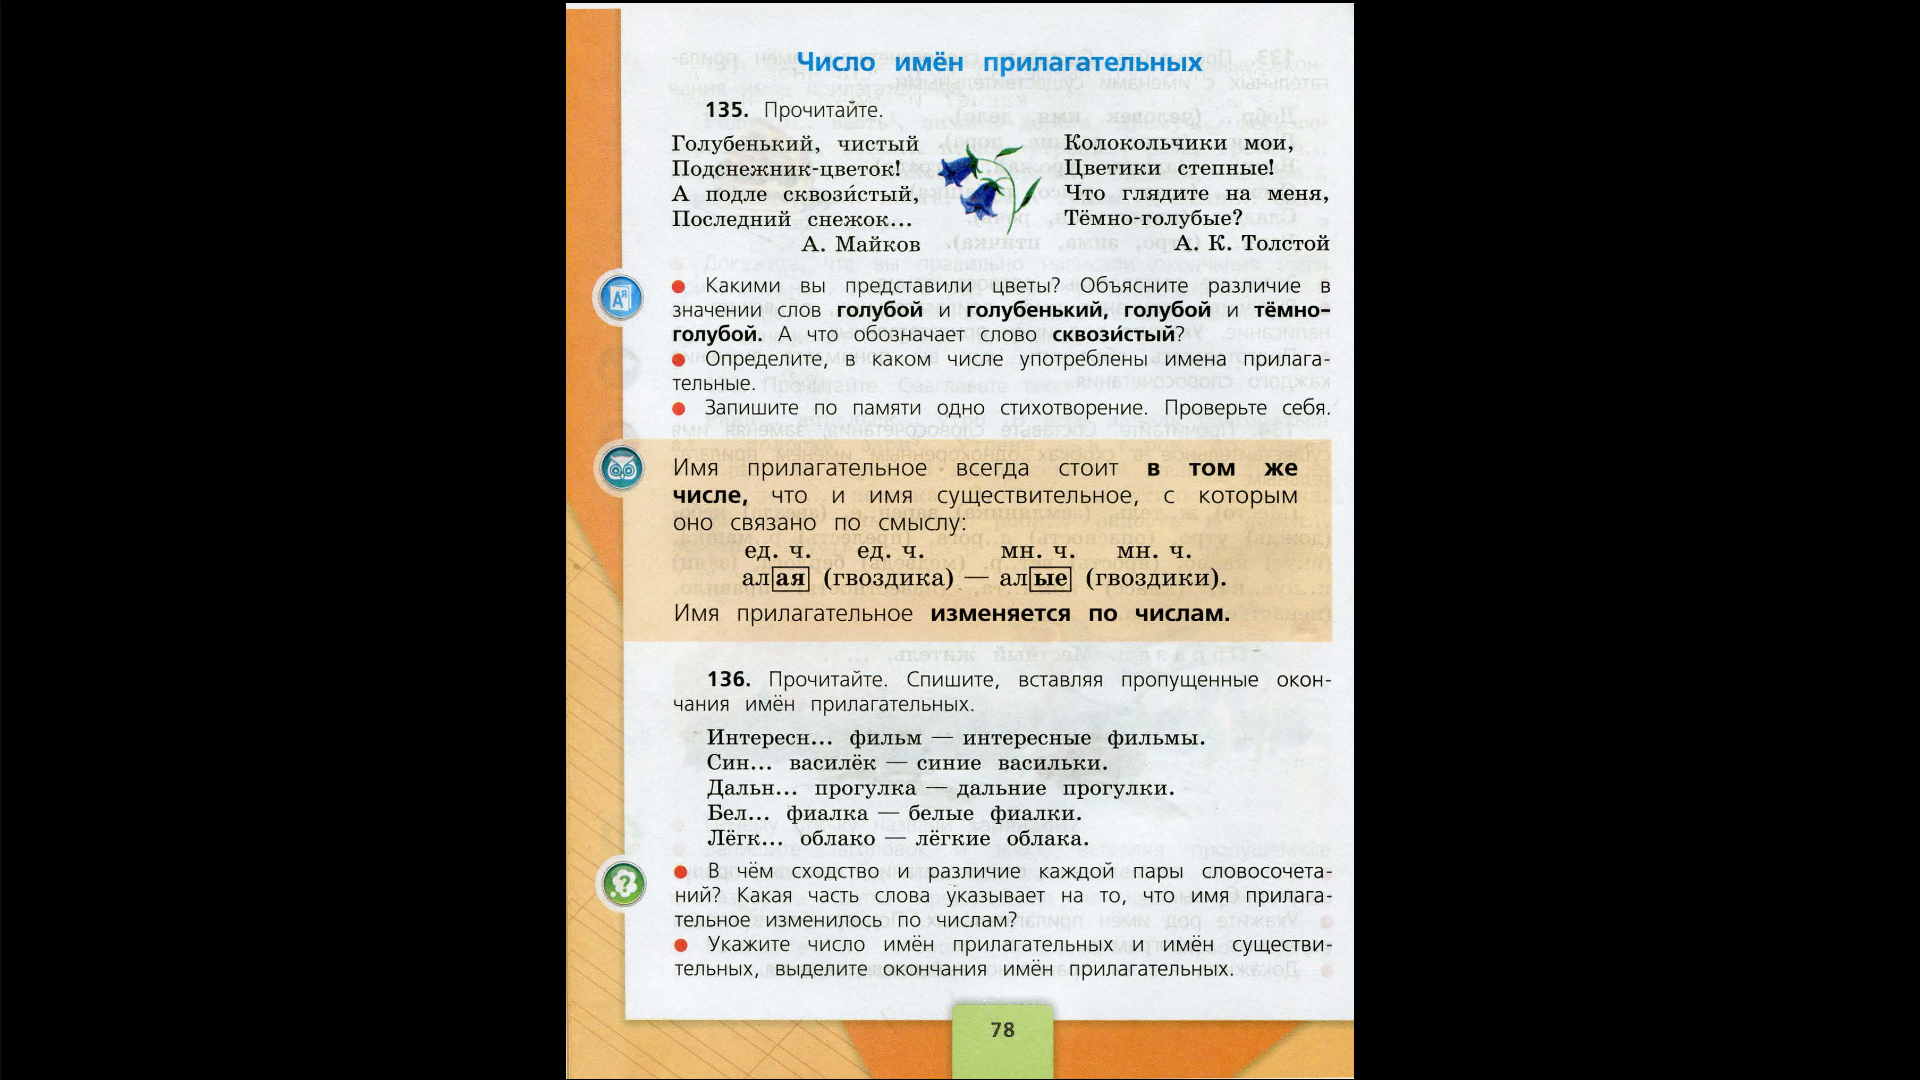 Число имён прилагательных
135. Прочитайте.
Голубенький, чистый
Подснежник-цветок!
А подле сквози́стый,
Последний снежок...
А. Майков
Колокольчики мои,
Цветики степные!
Что глядите на меня,
Тёмно-голубые?
А. К. Толстой
Какими вы представили цветы? Объясните различие в
значении слов голубой и голубенький, голубой и тёмно-
голубой. А что обозначает слово сквози́стый?
Определите, в каком числе употреблены имена прилага-
тельные.
Запишите по памяти одно стихотворение. Проверьте себя.
Имя прилагательное всегда стоит в том же
числе, что и имя существительное, с которым
оно связано по смыслу:
ед. ч. ед. ч. мн. ч. мн. ч.
алая (гвоздика) — алые (гвоздики).
Имя прилагательное изменяется по числам.
136. Прочитайте. Спишите, вставляя пропущенные окон-
чания имён прилагательных.
Интересн... фильм — интересные фильмы.
Син... василёк — синие васильки.
Дальн... прогулка — дальние прогулки.
Бел... фиалка — белые фиалки.
Лёгк... облако — лёгкие облака.
В чём сходство и различие каждой пары словосочета-
ний? Какая часть слова указывает на то, что имя прилага-
тельное изменилось по числам?
Укажите число имён прилагательных и имён существи-
тельных, выделите окончания имён прилагательных.
78